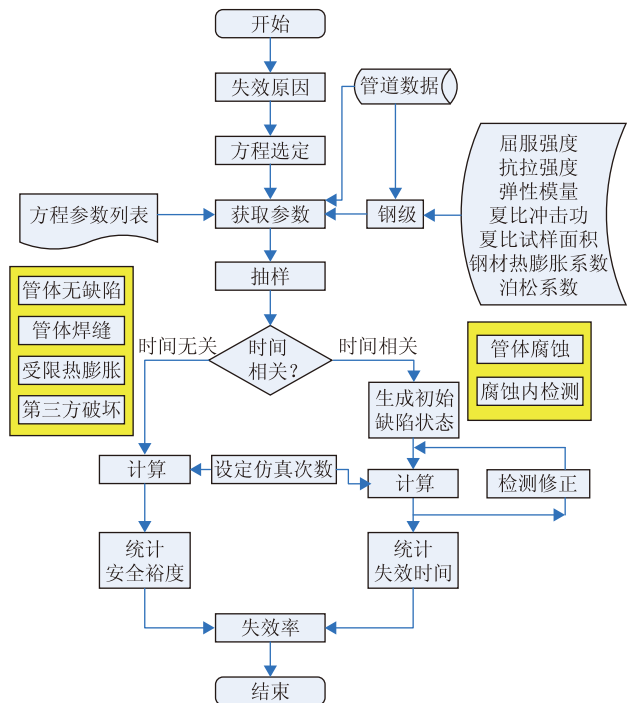 开始
失效原因
管道数据
方程选定
屈服强度
抗拉强度
弹性模量
夏比冲击功
夏比试样面积
钢材热膨胀系数
泊松系数
方程参数列表
获取参数
钢级
抽样
管体无缺陷
管体焊缝
受限热膨胀
第三方破坏
时间无关
时间
相关?
时间相关
管体腐蚀
腐蚀内检测
生成初始
缺陷状态
计算
设定仿真次数
计算
检测修正
统计
安全裕度
统计
失效时间
失效率
结束